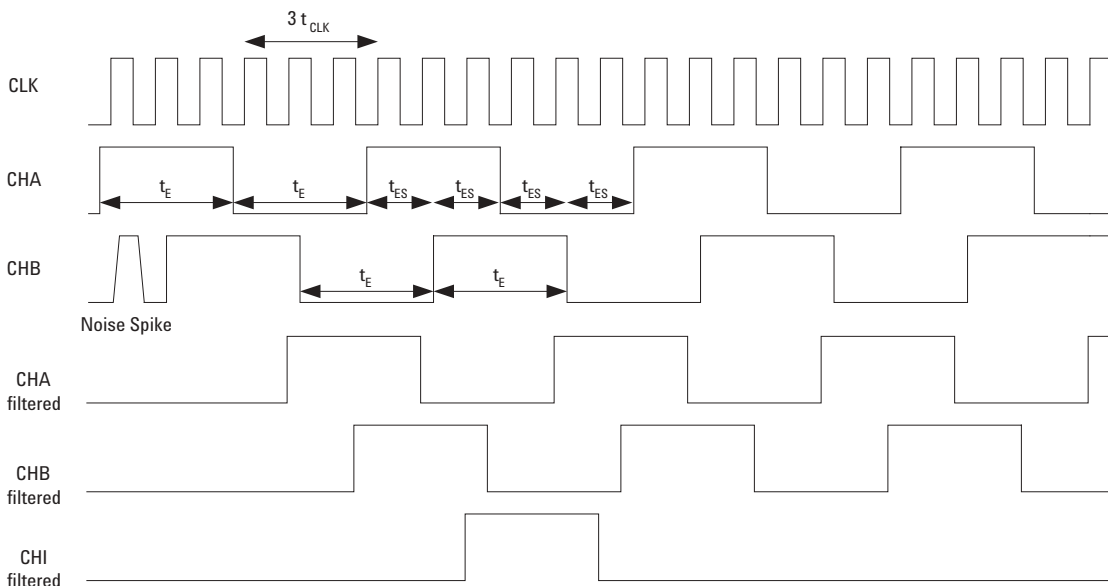 3 tCLK
CLK
CHA
tE
tE
tES
tES
tES
tES
CHB
tE
tE
Noise Spike
CHA
filtered
CHB
filtered
CHI
filtered